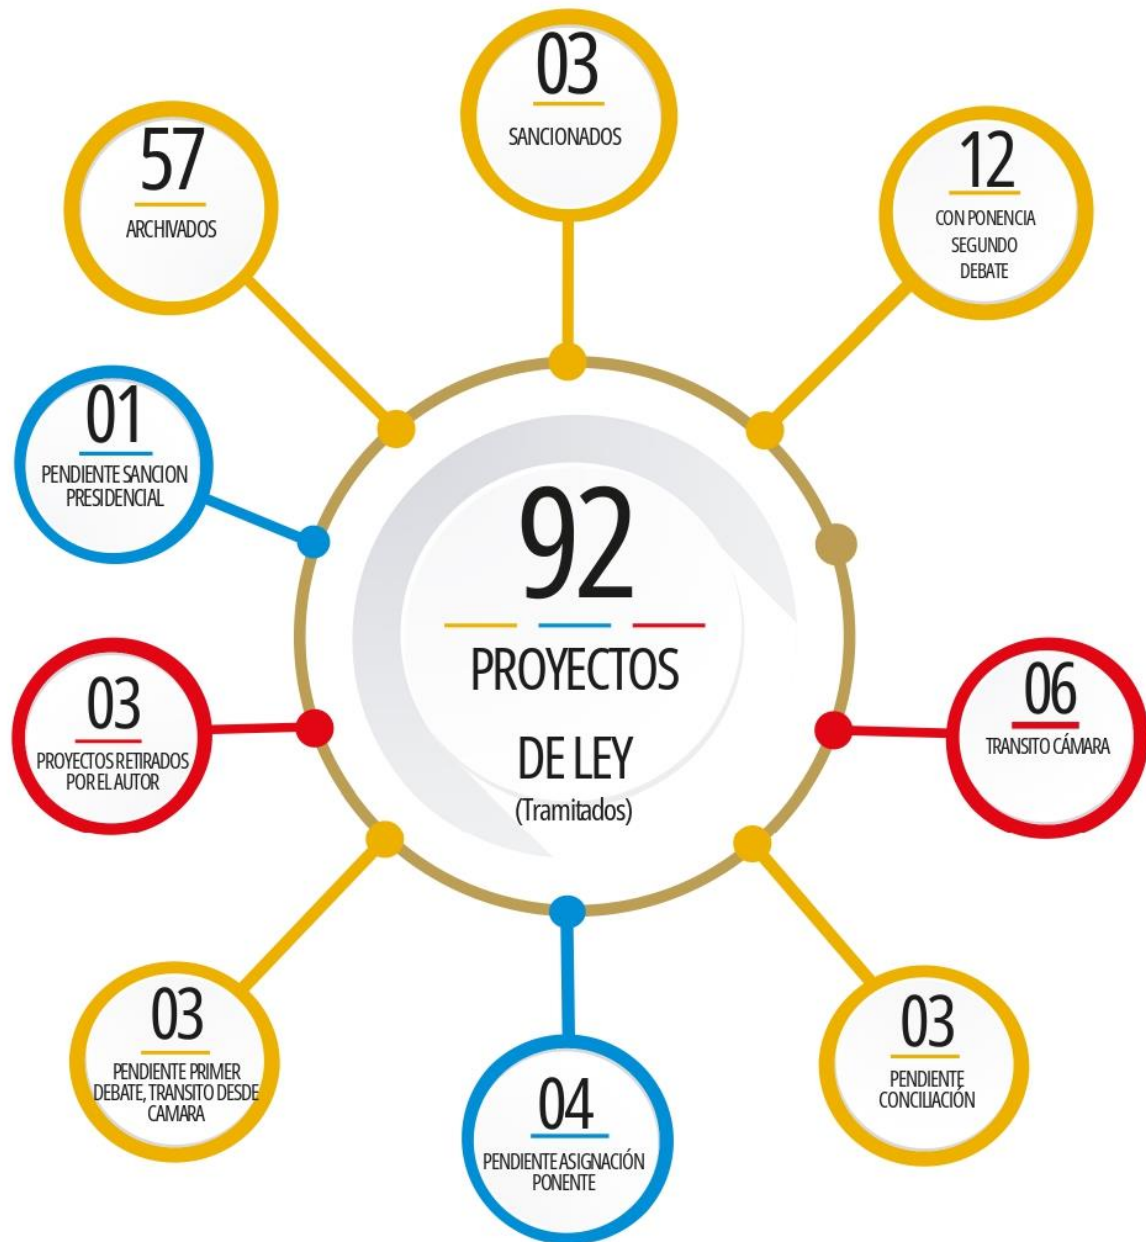 03
SANCIONADOS
57
ARCHIVADOS
12
CON PONENCIA
SEGUNDO
DEBATE
01
PENDIENTE SANCION
PRESIDENCIAL
92
PROYECTOS
DE LEY
(Tramitados)
03
PROYECTOS RETIRADOS
POR EL AUTOR
06
TRANSITO CÁMARA
03
PENDIENTE PRIMER
DEBATE, TRANSITO DESDE
CAMARA
04
PENDIENTE ASIGNACIÓN
PONENTE
03
PENDIENTE
CONCILIACIÓN